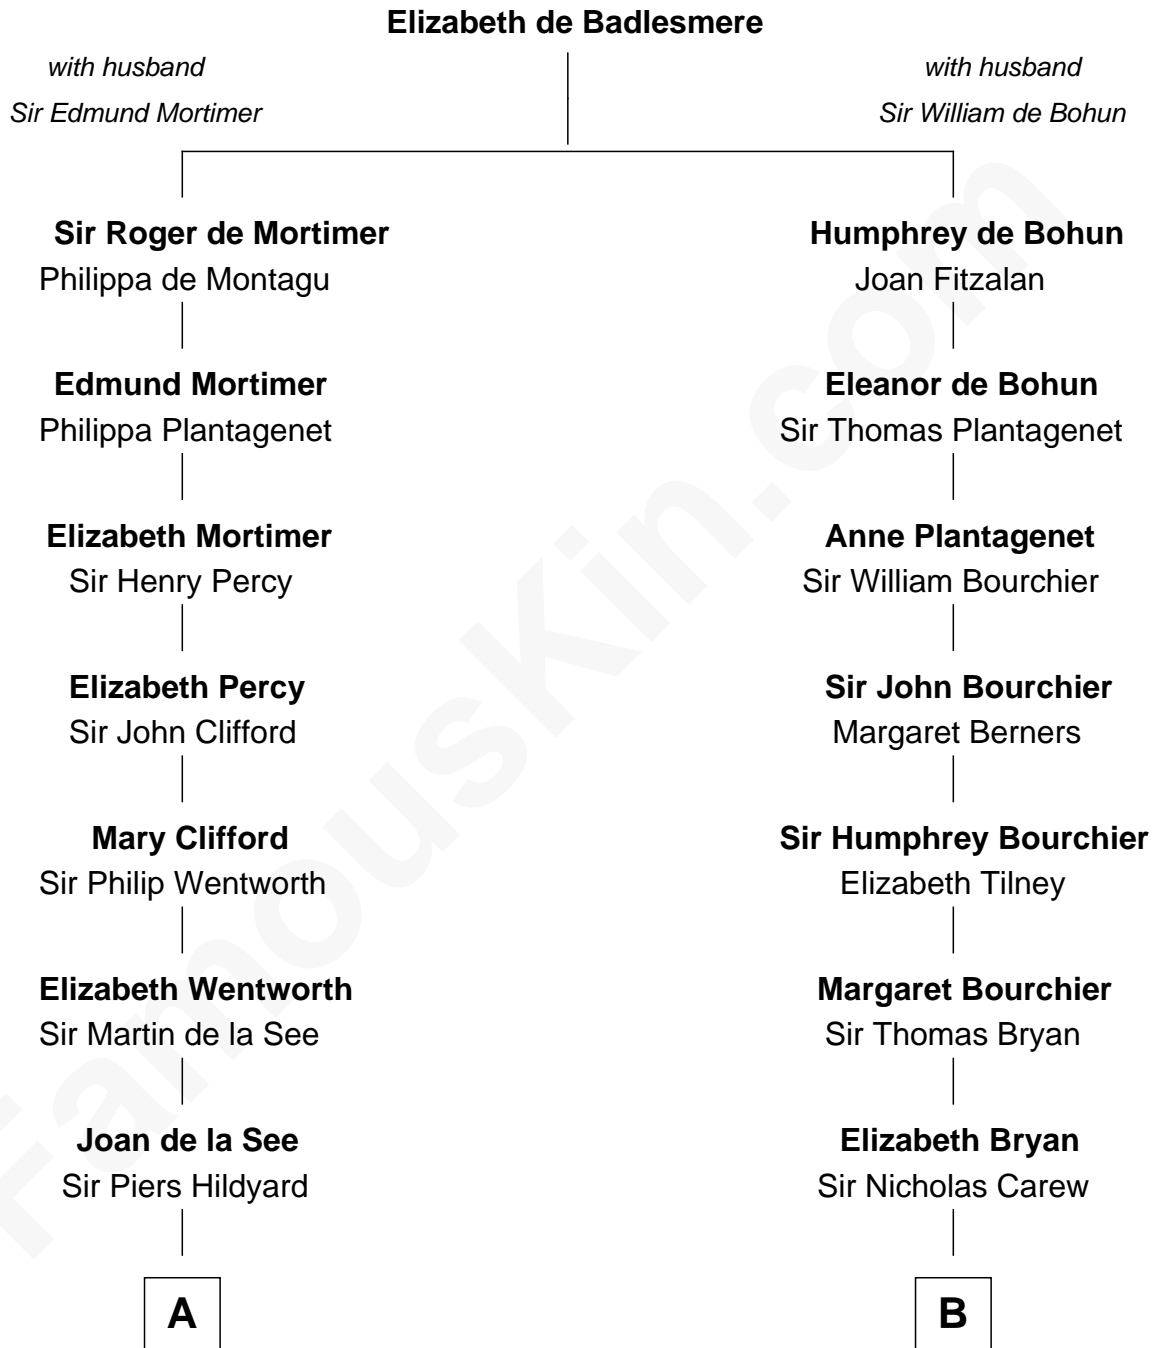 Elizabeth de Badlesmere
with husband
Sir Edmund Mortimer
with husband
Sir William de Bohun
Sir Roger de Mortimer
Philippa de Montagu
Humphrey de Bohun
Joan Fitzalan
Edmund Mortimer
Philippa Plantagenet
Eleanor de Bohun
Sir Thomas Plantagenet
Elizabeth Mortimer
Sir Henry Percy
Anne Plantagenet
Sir William Bourchier
Elizabeth Percy
Sir John Clifford
Sir John Bourchier
Margaret Berners
Mary Clifford
Sir Philip Wentworth
Sir Humphrey Bourchier
Elizabeth Tilney
Elizabeth Wentworth
Sir Martin de la See
Margaret Bourchier
Sir Thomas Bryan
Joan de la See
Sir Piers Hildyard
Elizabeth Bryan
Sir Nicholas Carew
A
B
FamousKin.com